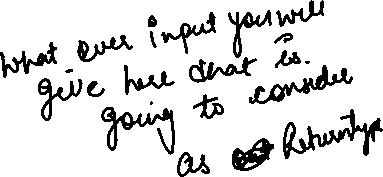 what ever input you will
give here that is
going to consider
as Returntype